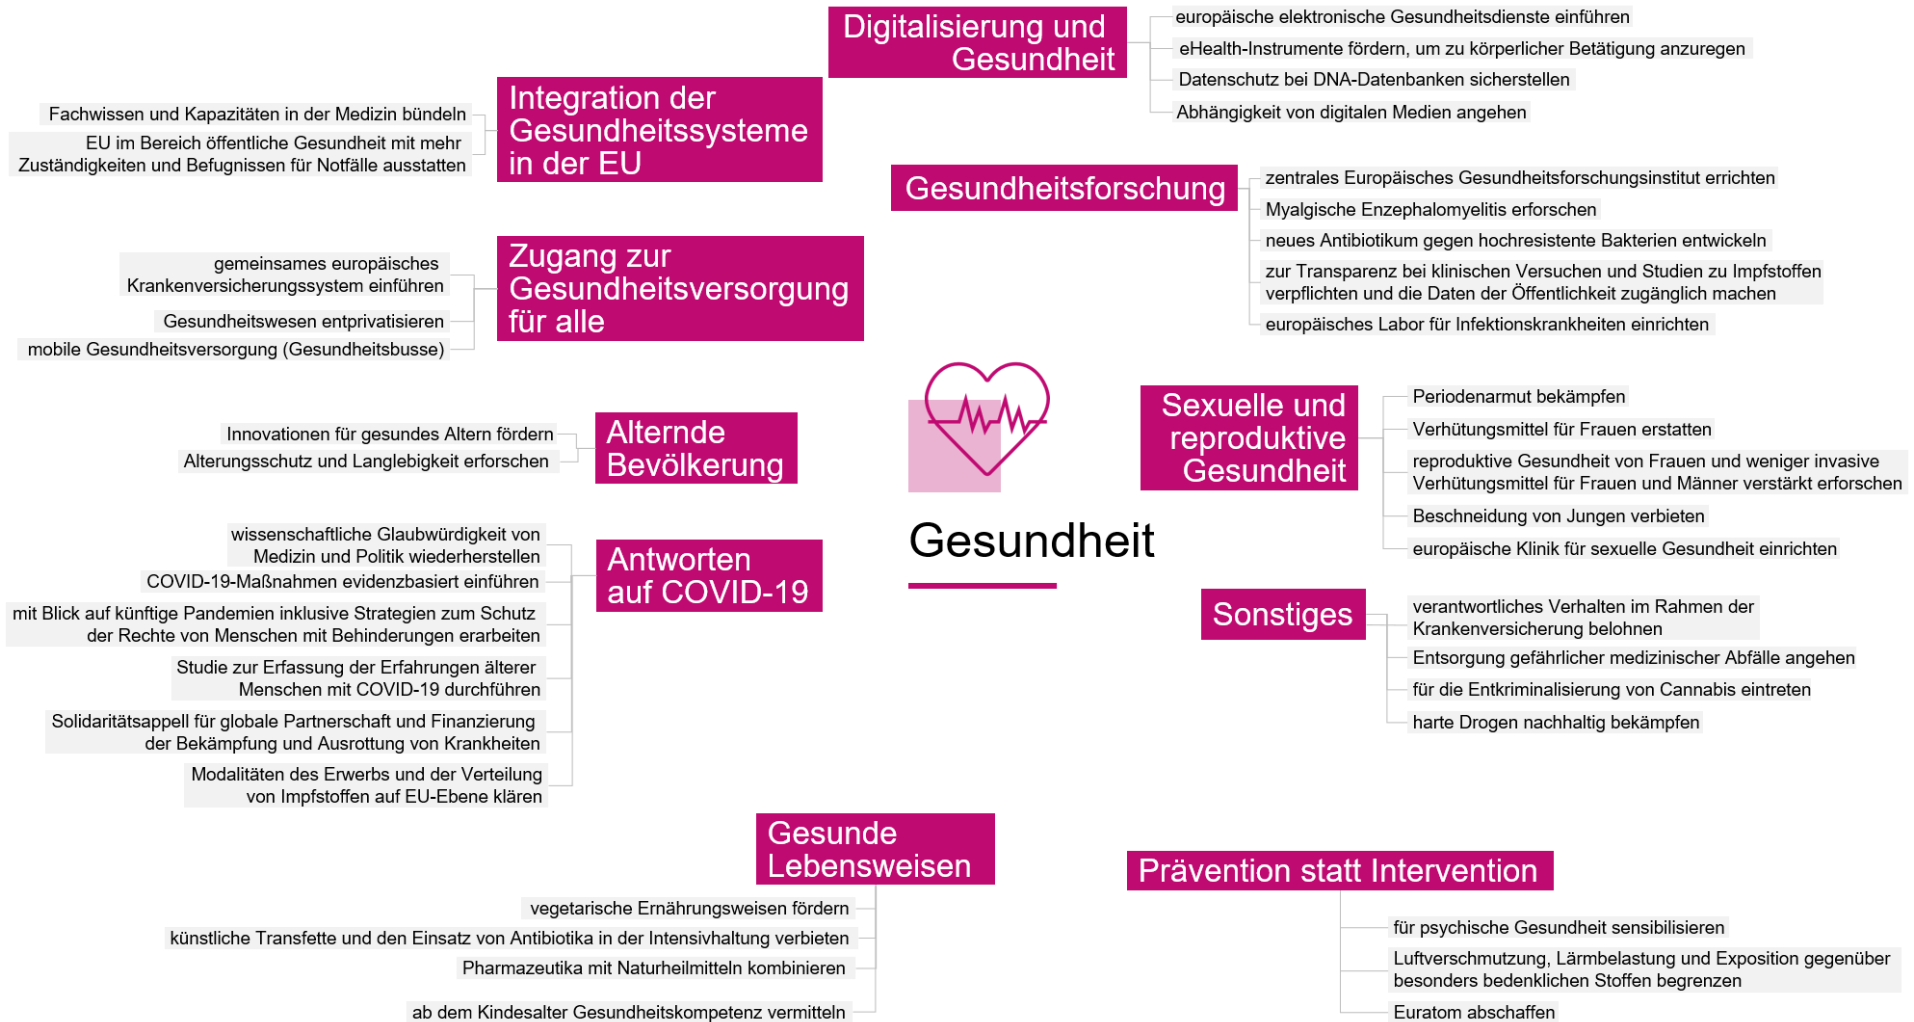 Digitalisierung und
Gesundheit
europäische elektronische Gesundheitsdienste einführen
eHealth-Instrumente fördern, um zu körperlicher Betätigung anzuregen
Datenschutz bei DNA-Datenbanken sicherstellen
Abhängigkeit von digitalen Medien angehen
Integration der
Gesundheitssysteme
in der EU
Fachwissen und Kapazitäten in der Medizin bündeln
EU im Bereich öffentliche Gesundheit mit mehr
Zuständigkeiten und Befugnissen für Notfälle ausstatten
Gesundheitsforschung
zentrales Europäisches Gesundheitsforschungsinstitut errichten
Myalgische Enzephalomyelitis erforschen
neues Antibiotikum gegen hochresistente Bakterien entwickeln
zur Transparenz bei klinischen Versuchen und Studien zu Impfstoffen
verpflichten und die Daten der Öffentlichkeit zugänglich machen
europäisches Labor für Infektionskrankheiten einrichten
Zugang zur
Gesundheitsversorgung
für alle
gemeinsames europäisches
Krankenversicherungssystem einführen
Gesundheitswesen entprivatisieren
mobile Gesundheitsversorgung (Gesundheitsbusse)
Sexuelle und
reproduktive
Gesundheit
Periodenarmut bekämpfen
Verhütungsmittel für Frauen erstatten
reproduktive Gesundheit von Frauen und weniger invasive
Verhütungsmittel für Frauen und Männer verstärkt erforschen
Beschneidung von Jungen verbieten
europäische Klinik für sexuelle Gesundheit einrichten
Alternde
Bevölkerung
Innovationen für gesundes Altern fördern
Alterungsschutz und Langlebigkeit erforschen
Gesundheit
Antworten
auf COVID-19
wissenschaftliche Glaubwürdigkeit von
Medizin und Politik wiederherstellen
COVID-19-Maßnahmen evidenzbasiert einführen
mit Blick auf künftige Pandemien inklusive Strategien zum Schutz
der Rechte von Menschen mit Behinderungen erarbeiten
Studie zur Erfassung der Erfahrungen älterer
Menschen mit COVID-19 durchführen
Solidaritätsappell für globale Partnerschaft und Finanzierung
der Bekämpfung und Ausrottung von Krankheiten
Modalitäten des Erwerbs und der Verteilung
von Impfstoffen auf EU-Ebene klären
Sonstiges
verantwortliches Verhalten im Rahmen der
Krankenversicherung belohnen
Entsorgung gefährlicher medizinischer Abfälle angehen
für die Entkriminalisierung von Cannabis eintreten
harte Drogen nachhaltig bekämpfen
Gesunde
Lebensweisen
vegetarische Ernährungsweisen fördern
künstliche Transfette und den Einsatz von Antibiotika in der Intensivhaltung verbieten
Pharmazeutika mit Naturheilmitteln kombinieren
ab dem Kindesalter Gesundheitskompetenz vermitteln
Prävention statt Intervention
für psychische Gesundheit sensibilisieren
Luftverschmutzung, Lärmbelastung und Exposition gegenüber
besonders bedenklichen Stoffen begrenzen
Euratom abschaffen